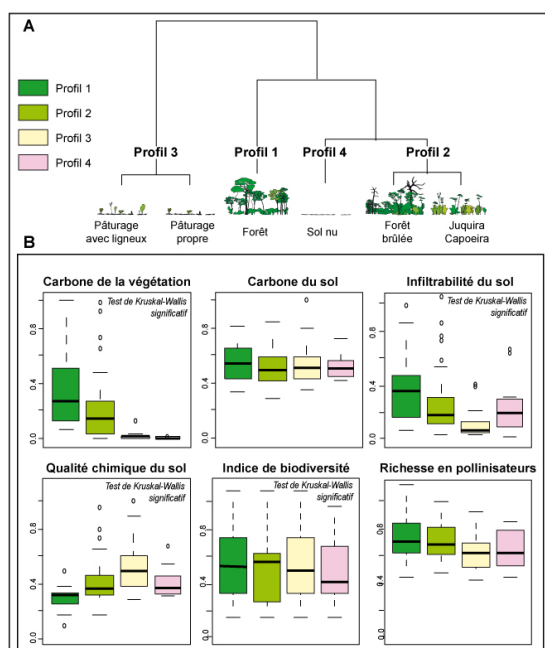 A
Profil 1
Profil 2
Profil 3
Profil 4
Profil 3
Profil 1
Profil 4
Profil 2
Pâturage
avec ligneux
Pâturage
propre
Forêt
Sol nu
Forêt
brûlée
Juquira
Capoeira
B
Carbone de la végétation
Test de Kruskal-Wallis
significatif
0.8
0.4
0.0
Carbone du sol
0.8
0.4
0.0
Infiltrabilité du sol
Test de Kruskal-Wallis
significatif
0.8
0.4
0.0
Qualité chimique du sol
Test de Kruskal-Wallis
significatif
0.8
0.4
0.0
Indice de biodiversité
Test de Kruskal-Wallis
significatif
0.8
0.4
0.0
Richesse en pollinisateurs
0.8
0.4
0.0